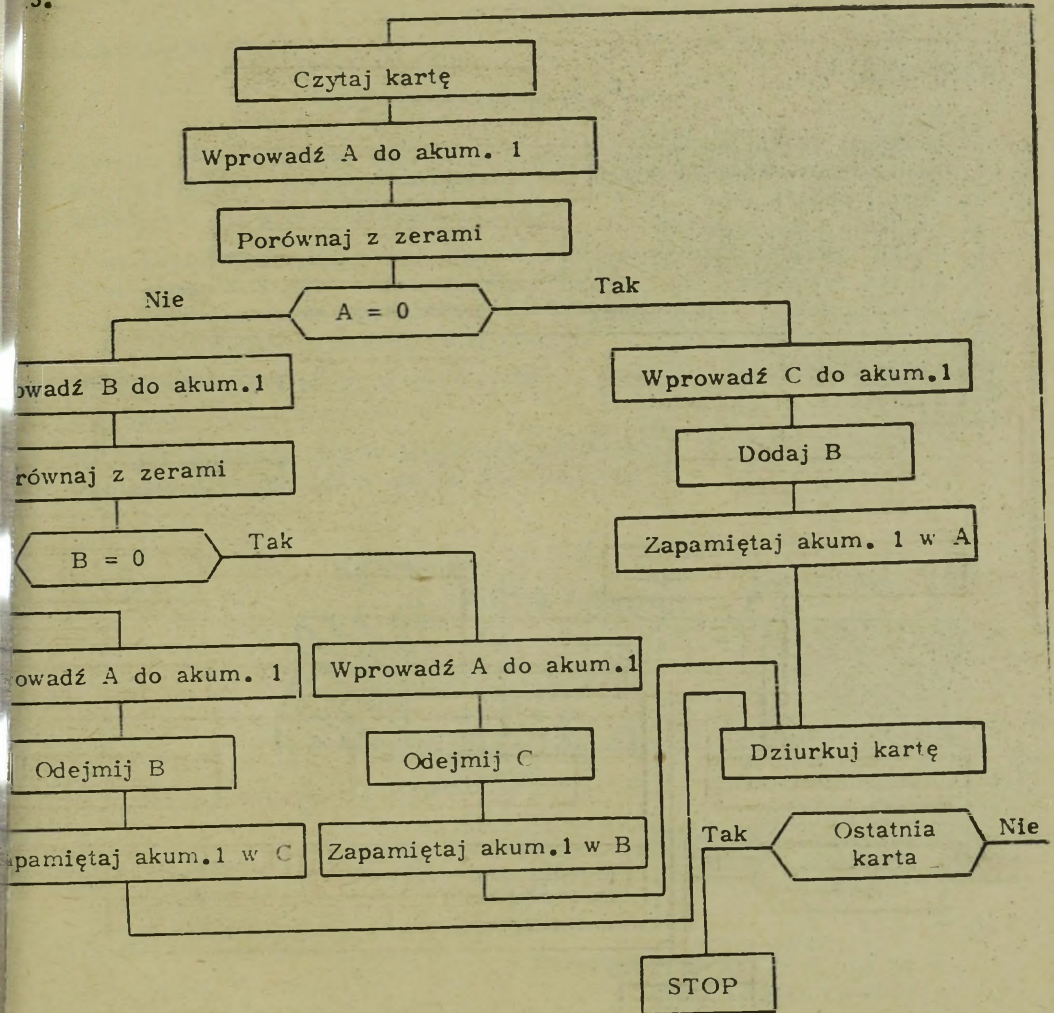 5.
Czytaj kartę
Wprowadź A do akum. 1
Porównaj z zerami
A = 0
Nie
Tak
owadź B do akum.1
równaj z zerami
B = 0
Tak
owadź A do akum. 1
Odejmij B
pamiętaj akum.1 w C
Wprowadź A do akum.1
Odejmij C
Zapamiętaj akum.1 w B
Wprowadź C do akum.1
Dodaj B
Zapamiętaj akum. 1 w A
Dziurkuj kartę
Ostatnia
karta
Tak
Nie
STOP